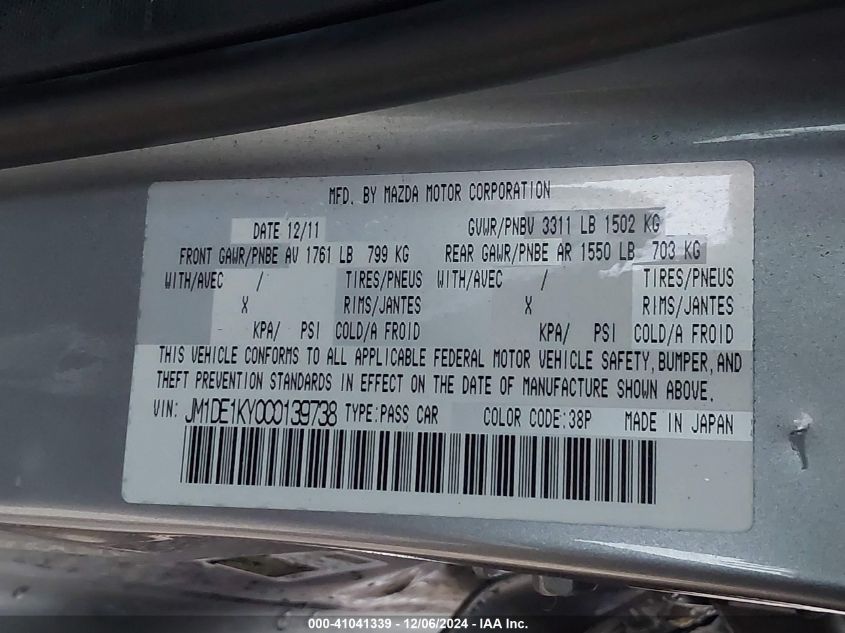 MFD. BY MAZDA MOTOR CORPORATION
DATE 12/11 GVWR/PNBV 3311 LB 1502 KG
FRONT GAWR/PNBE AV 1761 LB 799 KG REAR GAWR/PNBE AR 1550 LB 703 KG
WITH/AVEC / TIRES/PNEUS WITH/AVEC / TIRES/PNEUS
X RIMS/JANTES X RIMS/JANTES
KPA/ PSI COLD/A FROID KPA/ PSI COLD/A FROID
THIS VEHICLE CONFORMS TO ALL APPLICABLE FEDERAL MOTOR VEHICLE SAFETY, BUMPER, AND
THEFT PREVENTION STANDARDS IN EFFECT ON THE DATE OF MANUFACTURE SHOWN ABOVE.
VIN: JM1DE1KY0C0139738 TYPE:PASS CAR COLOR CODE:38P MADE IN JAPAN
000-41041339 - 12/06/2024 - IAA Inc.